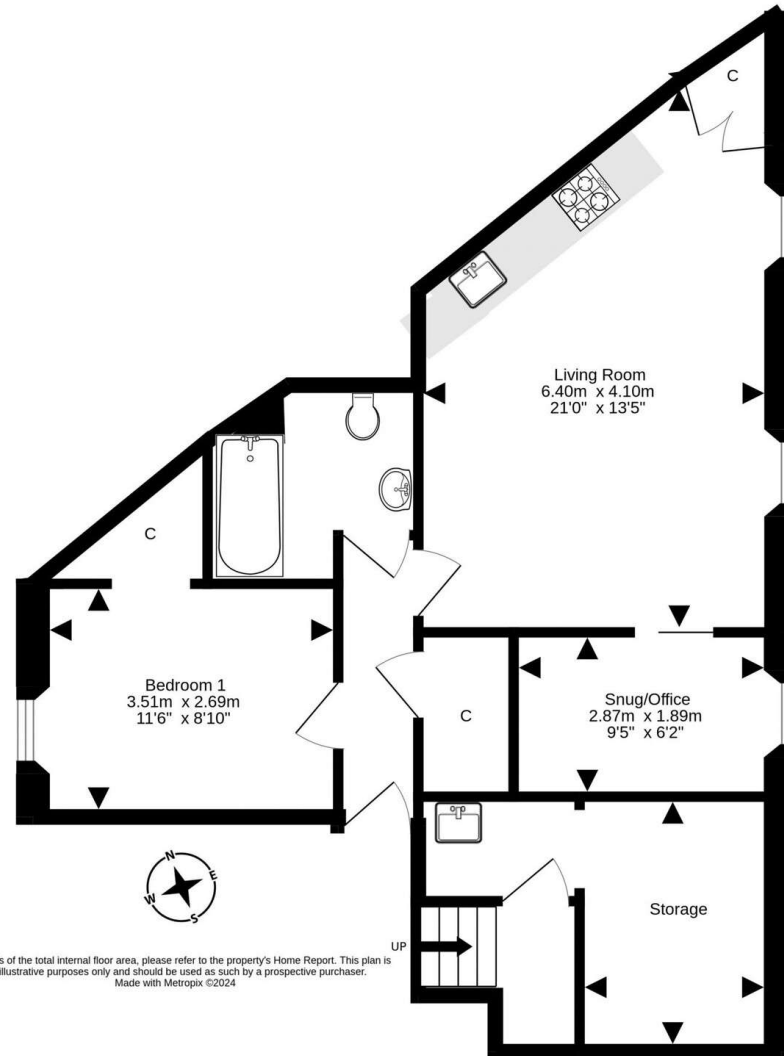 C
Living Room
6.40m x 4.10m
21'0" x 13'5"
C
Bedroom 1
3.51m x 2.69m
11'6" x 8'10"
C
Snug/Office
2.87m x 1.89m
9'5" x 6'2"
N
E
W
S
Storage
UP
s of the total internal floor area, please refer to the property's Home Report. This plan is
illustrative purposes only and should be used as such by a prospective purchaser.
Made with Metropix ©2024